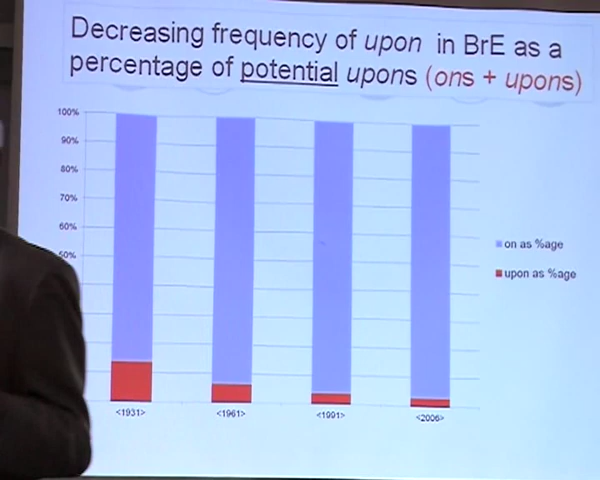 Decreasing frequency of upon in BrE as a
percentage of potential upons (ons + upons)
100%
90%
80%
70%
60%
50%
on as %age
upon as %age
<1931>
<1961>
<1991>
<2006>